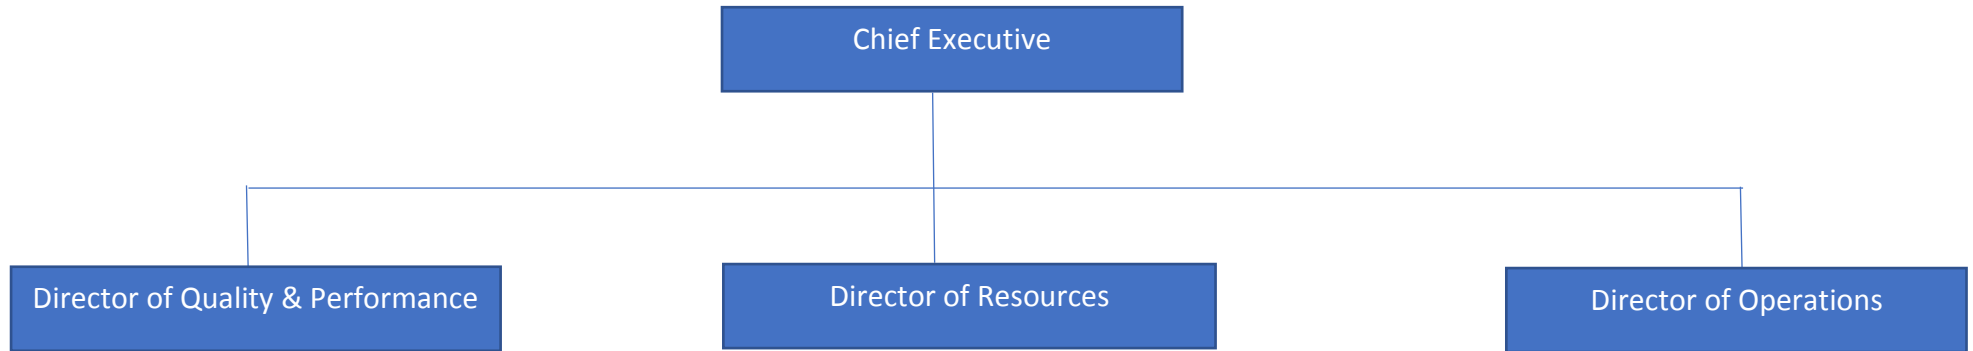 Chief Executive
Director of Quality & Performance
Director of Resources
Director of Operations